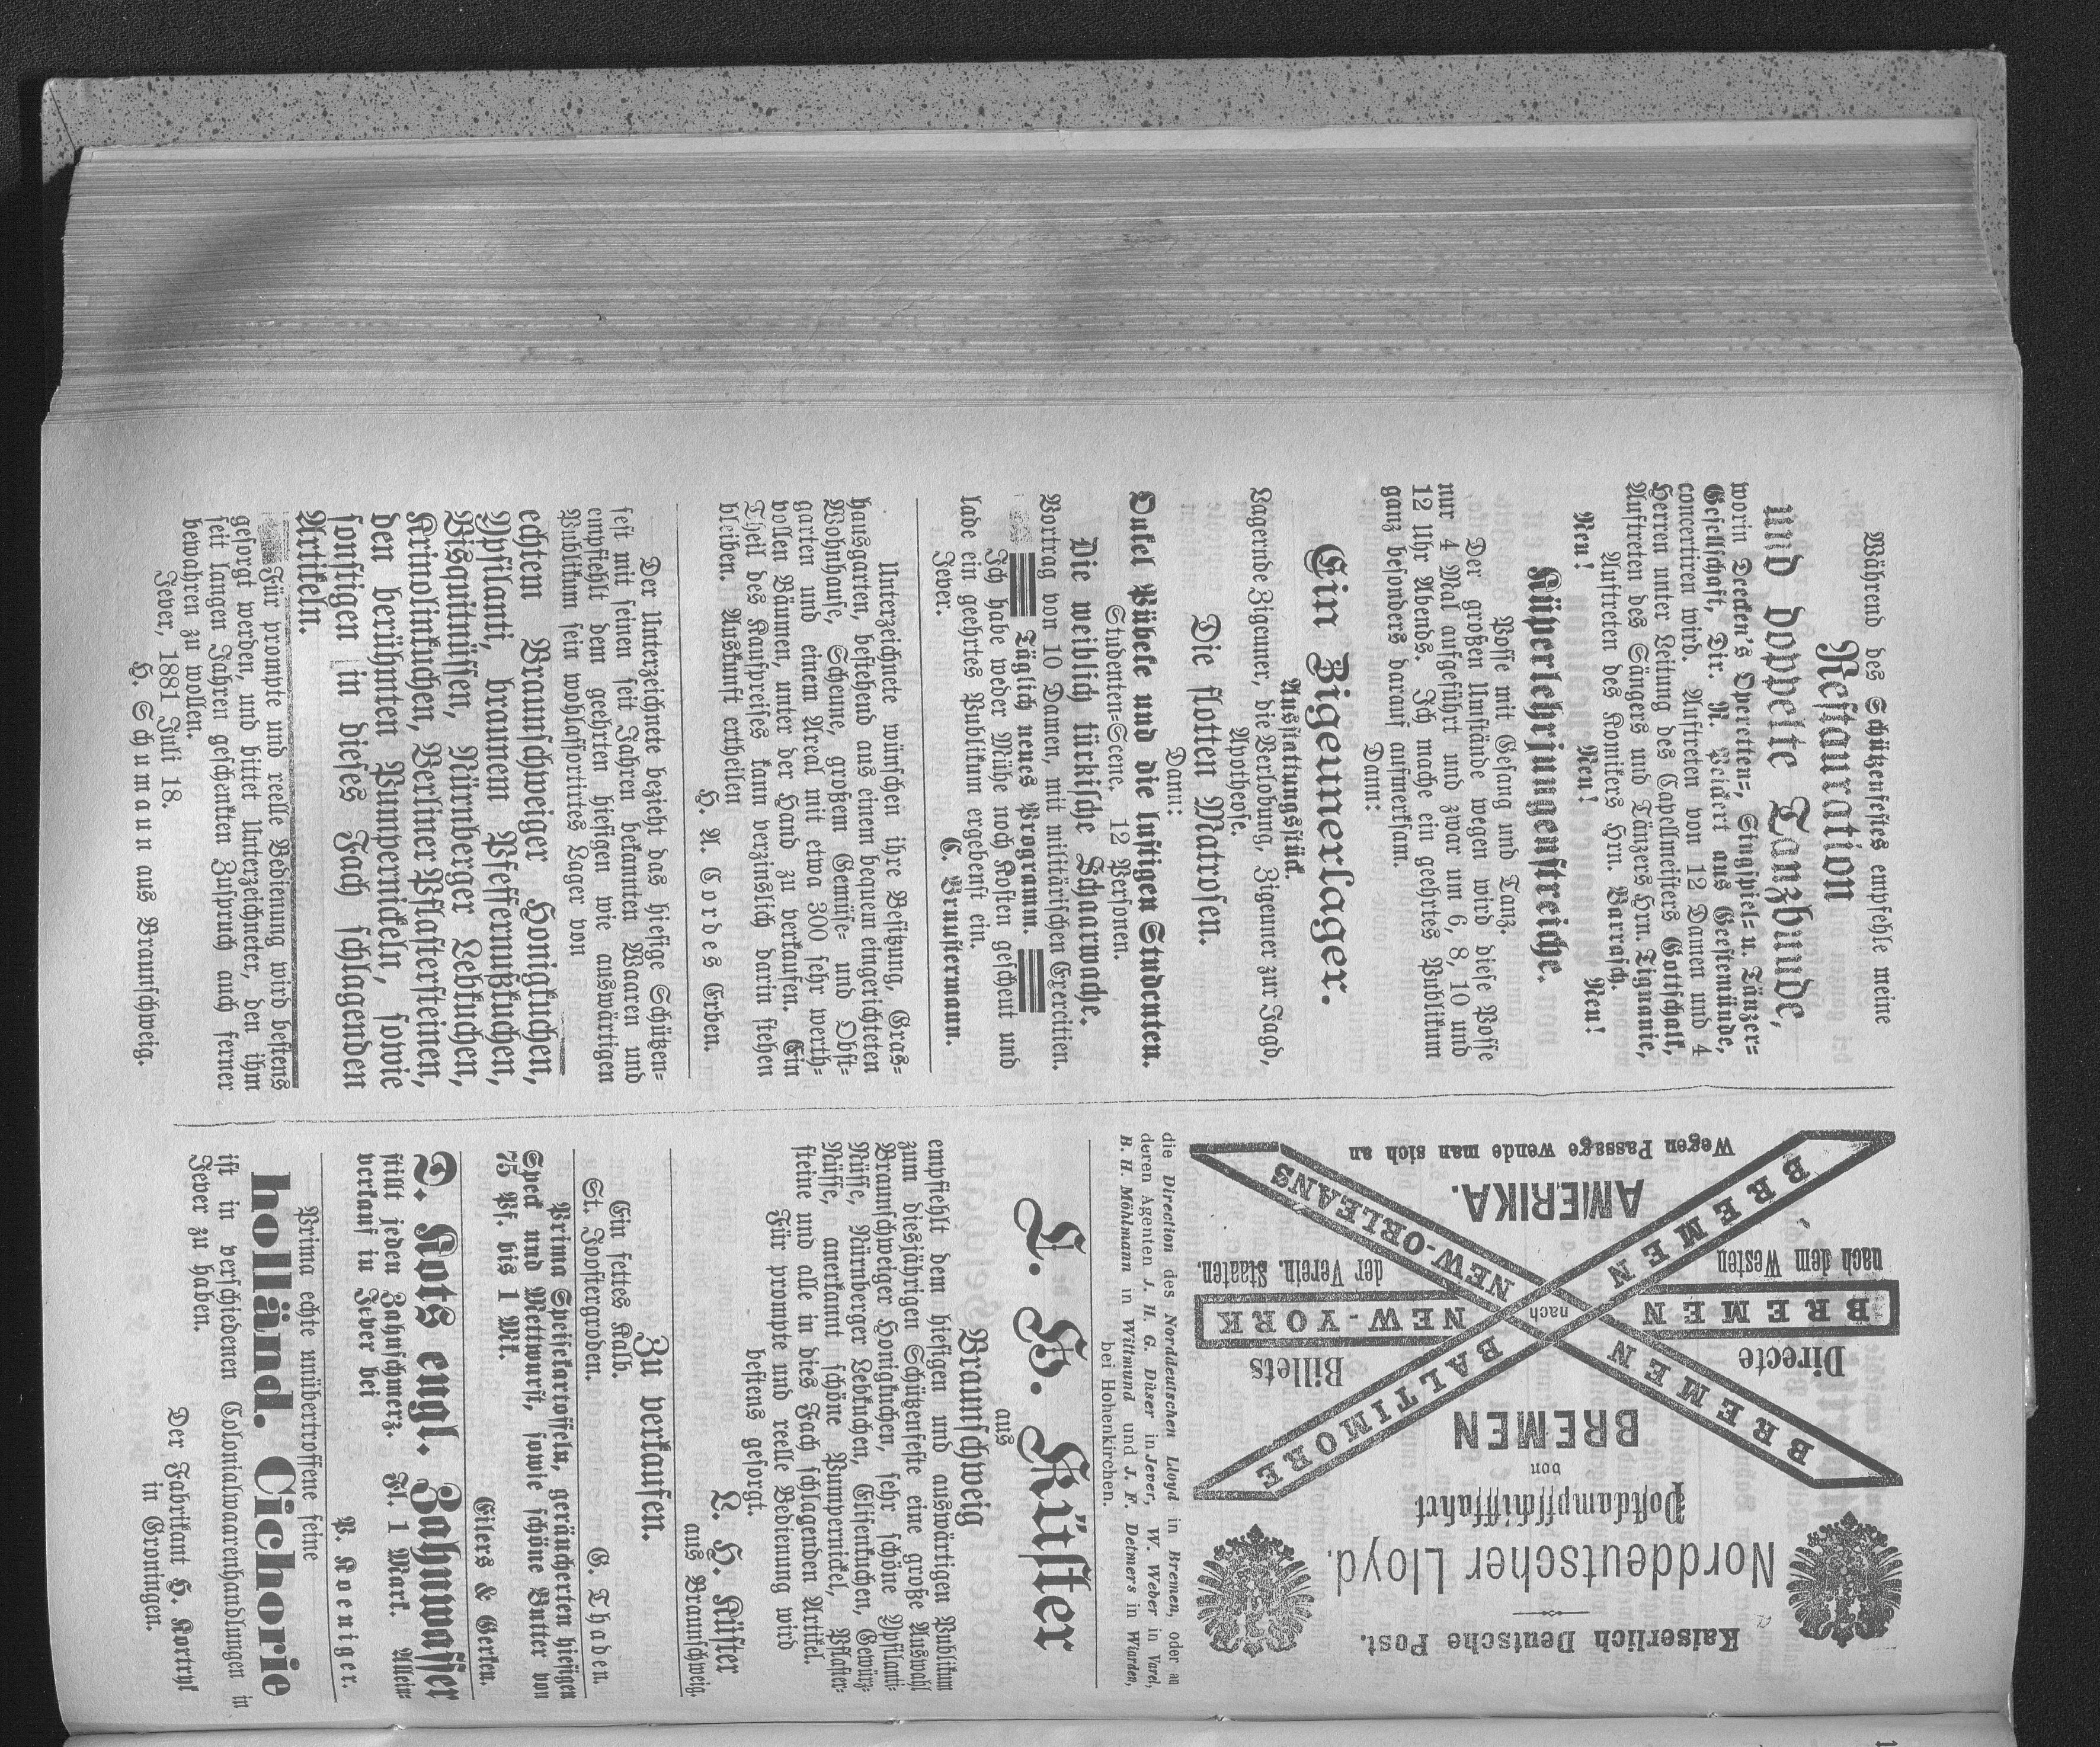 Während des Schützenfestes empfehle meine
Restauration
und doppelte Tanzbude,
worin Deecken's Operetten-, Singspiel- u. Tänzer-
Gesellschaft, Dir. R. Leidert aus Geestemünde,
concertiren wird. Auftreten von 12 Damen und 4
Herren unter Leitung des Capellmeisters Gottschalk,
Auftreten des Sängers und Tänzers Hrn. Tignanie,
Auftreten des Komikers Hrn. Barrasch.
Neu! Neu! Neu!
Küperlehrjungenstreiche.
Posse mit Gesang und Tanz.
Der großen Umstände wegen wird diese Posse
nur 4 Mal aufgeführt und zwar um 6, 8, 10 und
12 Uhr Abends. Ich mache ein geehrtes Publikum
ganz besonders darauf aufmerksam.
Dann:
Ein Zigeunerlager.
Ausstattungsstück.
Lagernde Zigeuner, die Verlobung, Zigeuner zur Jagd,
Apotheose.
Die flotten Matrosen.
Dann:
Onkel Bübeke und die lustigen Studenten.
Studenten-Scene. 12 Personen.
Die weiblich türkische Schaarwache.
Vortrag von 10 Damen, mit militärischen Exercitien.
Täglich neues Programm.
Ich habe weder Mühe noch Kosten gescheut und
lade ein geehrtes Publikum ergebenst ein.
Jever. C. Brunstermann.
Unterzeichnete wünschen ihre Besitzung, Gras-
hausgarten, bestehend aus einem bequem eingerichteten
Wohnhause, Scheune, großem Gemüse- und Obst-
garten und einem Areal mit etwa 300 sehr werth-
vollen Bäumen, unter der Hand zu verkaufen. Ein
Theil des Kaufpreises kann verzinslich darin stehen
bleiben. Auskunft ertheilen
H. A. Cordes Erben.
Der Unterzeichnete bezieht das hiesige Schützen-
fest mit seinen seit Jahren bekannten Waaren und
empfiehlt dem geehrten hiesigen wie auswärtigen
Publikum sein wohlassortirtes Lager von
echtem Braunschweiger Honigkuchen,
Ypsilanti, braunem Pfeffernußkuchen,
Bisquitnüssen, Nürnberger Lebkuchen,
Krmolinkuchen, Berliner Pflastersteinen,
den berühmten Pumpernickeln, sowie
sonstigen in dieses Fach schlagenden
Artikeln.
Für prompte und reelle Bedienung wird bestens
gesorgt werden, und bittet Unterzeichneter, den ihm
seit langen Jahren geschenkten Zuspruch auch ferner
bewahren zu wollen.
Jever, 1881 Juli 18.
H. Schumann aus Braunschweig.
Kaiserlich Deutsche Post.
Norddeutscher Lloyd.
Postdampfschifffahrt
von
BREMEN
Directe Billets
BREMEN BALTIMORE
BREMEN nach NEW-YORK
BREMEN NEW-ORLEANS
nach dem Westen der Verein. Staaten.
AMERIKA.
Wegen Passage wende man sich an
die Direction des Norddeutschen Lloyd in Bremen, oder an
deren Agenten J. H. G. Düser in Jever, W. Weber in Varel,
B. H. Möhlmann in Wittmund und J. F. Detmers in Wiarden,
bei Hohenkirchen.
L. H. Küster
aus
Braunschweig
empfiehlt dem hiesigen und auswärtigen Publikum
zum diesjährigen Schützenfeste eine große Auswahl
Braunschweiger Honigkuchen, sehr schöne Ypsilanti-
Nüsse, Nürnberger Lebkuchen, Elisenkuchen, Gewürz-
Nüsse, anerkannt schöne Pumpernickel, Pflaster-
steine und alle in dies Fach schlagenden Artikel.
Für prompte und reelle Bedienung wird
bestens gesorgt.
L. H. Küster
aus Braunschweig.
Zu verkaufen.
Ein fettes Kalb.
St. Joostergroden. G. Thaden.
Prima Speisekartoffeln, geräucherten hiesigen
Speck und Mettwurst, sowie schöne Butter von
75 Pf. bis 1 Mk.
Eilers & Gerken.
D. Kots engl. Zahnwasser
stillt jeden Zahnschmerz. Fl. 1 Mark. Allein-
verkauf in Jever bei
P. Koeniger.
Prima echte unübertroffene feine
holländ. Cichorie
ist in verschiedenen Colonialwaarenhandlungen in
Jever zu haben.
Der Fabrikant H. Kortryk
in Groningen.